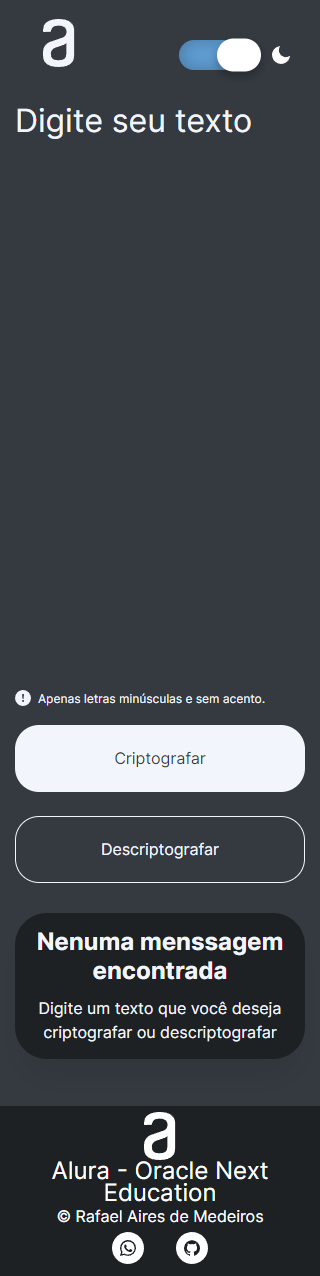 a
Digite seu texto
Apenas letras minúsculas e sem acento.
Criptografar
Descriptografar
Nenuma menssagem
encontrada
Digite um texto que você deseja
criptografar ou descriptografar
a
Alura - Oracle Next
Education
© Rafael Aires de Medeiros